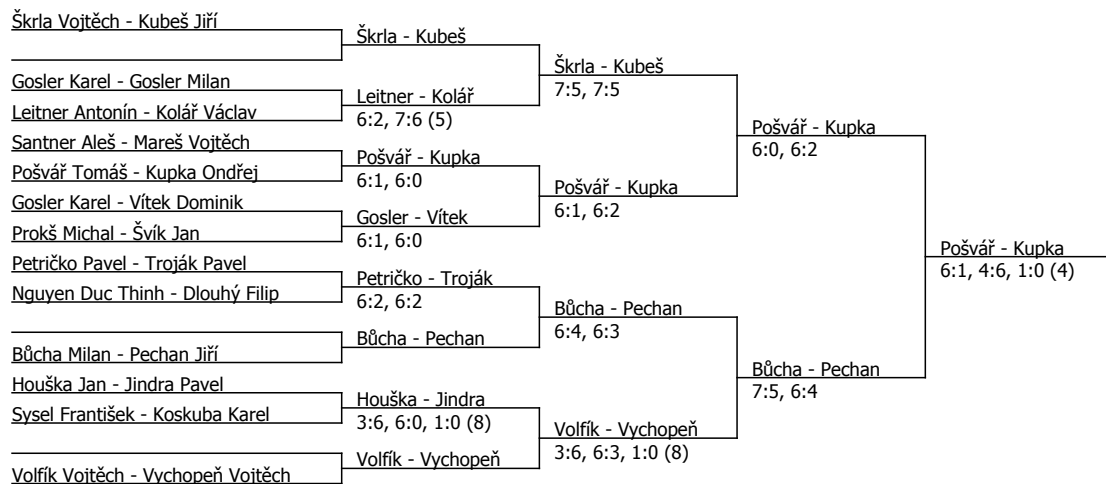 Škrla Vojtěch - Kubeš Jiří
Gosler Karel - Gosler Milan
Leitner Antonín - Kolář Václav
Santner Aleš - Mareš Vojtěch
Pošvář Tomáš - Kupka Ondřej
Gosler Karel - Vítek Dominik
Prokš Michal - Švík Jan
Petričko Pavel - Troják Pavel
Nguyen Duc Thinh - Dlouhý Filip
Bůcha Milan - Pechan Jiří
Houška Jan - Jindra Pavel
Sysel František - Koskuba Karel
Volfík Vojtěch - Vychopeň Vojtěch
Škrla - Kubeš
Leitner - Kolář
6:2, 7:6 (5)
Pošvář - Kupka
6:1, 6:0
Gosler - Vítek
6:1, 6:0
Petričko - Troják
6:2, 6:2
Bůcha - Pechan
Houška - Jindra
3:6, 6:0, 1:0 (8)
Volfík - Vychopeň
Škrla - Kubeš
7:5, 7:5
Pošvář - Kupka
6:1, 6:2
Bůcha - Pechan
6:4, 6:3
Volfík - Vychopeň
3:6, 6:3, 1:0 (8)
Pošvář - Kupka
6:0, 6:2
Bůcha - Pechan
7:5, 6:4
Pošvář - Kupka
6:1, 4:6, 1:0 (4)